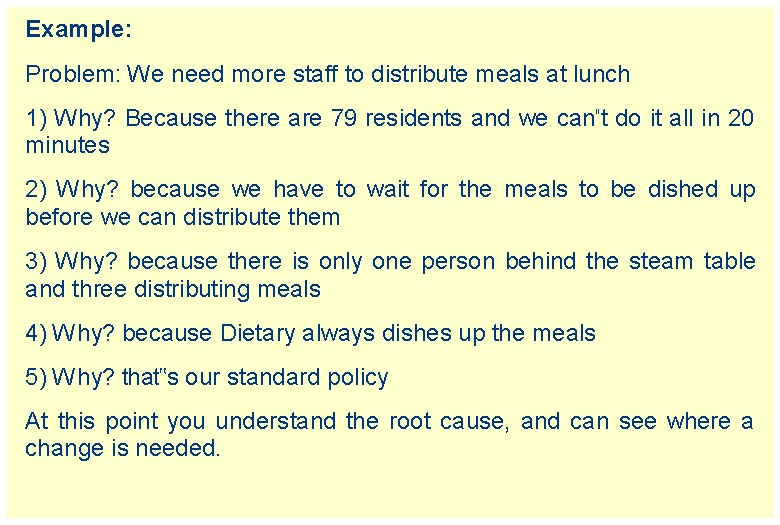 Example:
Problem: We need more staff to distribute meals at lunch
1) Why? Because there are 79 residents and we can‟t do it all in 20
minutes
2) Why? because we have to wait for the meals to be dished up
before we can distribute them
3) Why? because there is only one person behind the steam table
and three distributing meals
4) Why? because Dietary always dishes up the meals
5) Why? that‟s our standard policy
At this point you understand the root cause, and can see where a
change is needed.